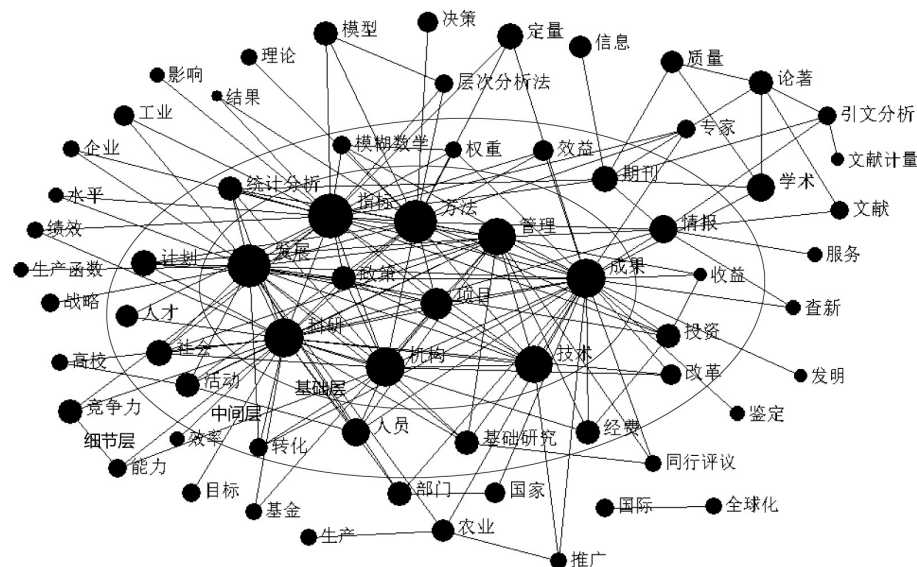 模型
决策
定量
信息
质量
理论
影响
结果
层次分析法
论著
工业
专家
引文分析
企业
模糊数学
权重
效益
文献计量
统计分析
期刊
学术
水平
指标
方法
文献
绩效
管理
情报
计划
发展
服务
生产函数
政策
成果
收益
战略
人才
项目
查新
科研
投资
社会
机构
技术
高校
活动
基础层
改革
发明
竞争力
中间层
鉴定
细节层
效率
转化
人员
基础研究
经费
能力
同行评议
目标
部门
国家
基金
国际
全球化
生产
农业
推广